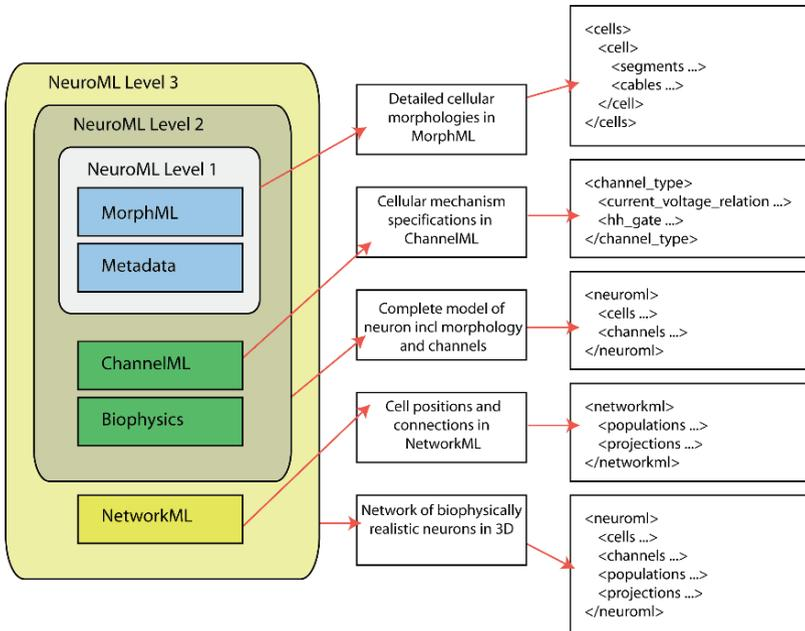 NeuroML Level 3
NeuroML Level 2
NeuroML Level 1
MorphML
Metadata
ChannelML
Biophysics
NetworkML
Detailed cellular
morphologies in
MorphML
Cellular mechanism
specifications in
ChannelML
Complete model of
neuron incl morphology
and channels
Cell positions and
connections in
NetworkML
Network of biophysically
realistic neurons in 3D
<cells>
<cell>
<segments ...>
<cables ...>
</cell>
</cells>
<channel_type>
<current_voltage_relation ...>
<hh_gate ...>
</channel_type>
<neuroml>
<cells ...>
<channels ...>
</neuroml>
<networkml>
<populations ...>
<projections ...>
</networkml>
<neuroml>
<cells ...>
<channels ...>
<populations ...>
<projections ...>
</neuroml>